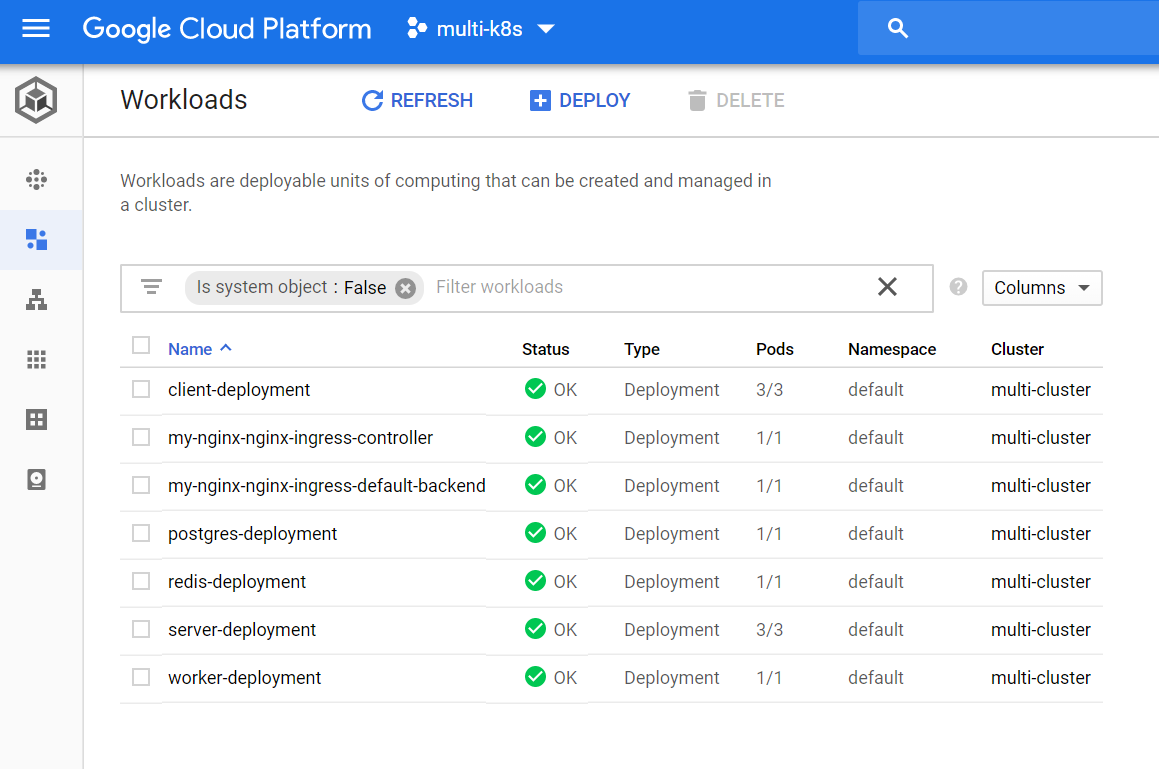 Google Cloud Platform multi-k8s
Workloads REFRESH DEPLOY DELETE
Workloads are deployable units of computing that can be created and managed in
a cluster.
Is system object : False Filter workloads Columns
Name Status Type Pods Namespace Cluster
client-deployment OK Deployment 3/3 default multi-cluster
my-nginx-nginx-ingress-controller OK Deployment 1/1 default multi-cluster
my-nginx-nginx-ingress-default-backend OK Deployment 1/1 default multi-cluster
postgres-deployment OK Deployment 1/1 default multi-cluster
redis-deployment OK Deployment 1/1 default multi-cluster
server-deployment OK Deployment 3/3 default multi-cluster
worker-deployment OK Deployment 1/1 default multi-cluster